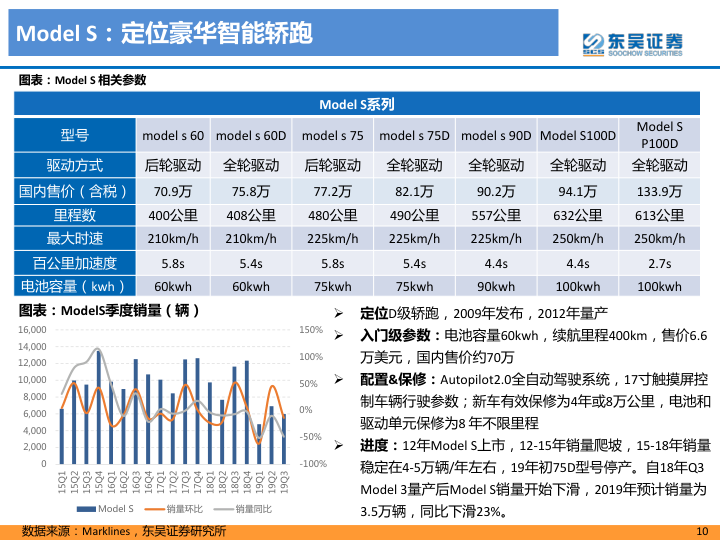 Model S：定位豪华智能轿跑
东吴证券
SCS
SOOCHOW SECURITIES
图表：Model S 相关参数
Model S系列
型号 model s 60 model s 60D model s 75 model s 75D model s 90D Model S100D Model S P100D
驱动方式 后轮驱动 全轮驱动 后轮驱动 全轮驱动 全轮驱动 全轮驱动 全轮驱动
国内售价（含税） 70.9万 75.8万 77.2万 82.1万 90.2万 94.1万 133.9万
里程数 400公里 408公里 480公里 490公里 557公里 632公里 613公里
最大时速 210km/h 210km/h 225km/h 225km/h 225km/h 250km/h 250km/h
百公里加速度 5.8s 5.4s 5.8s 5.4s 4.4s 4.4s 2.7s
电池容量（kwh） 60kwh 60kwh 75kwh 75kwh 90kwh 100kwh 100kwh
图表：ModelS季度销量（辆）
16,000 150%
14,000
12,000 100%
10,000 50%
8,000
6,000 0%
4,000 -50%
2,000
0 -100%
15Q1 15Q2 15Q3 15Q4 16Q1 16Q2 16Q3 16Q4 17Q1 17Q2 17Q3 17Q4 18Q1 18Q2 18Q3 18Q4 19Q1 19Q2 19Q3
Model S 销量环比 销量同比
➢ 定位D级轿跑，2009年发布，2012年量产
➢ 入门级参数：电池容量60kwh，续航里程400km，售价6.6
万美元，国内售价约70万
➢ 配置&保修：Autopilot2.0全自动驾驶系统，17寸触摸屏控
制车辆行驶参数；新车有效保修为4年或8万公里，电池和
驱动单元保修为8 年不限里程
➢ 进度：12年Model S上市，12-15年销量爬坡，15-18年销量
稳定在4-5万辆/年左右，19年初75D型号停产。自18年Q3
Model 3量产后Model S销量开始下滑，2019年预计销量为
3.5万辆，同比下滑23%。
数据来源：Marklines，东吴证券研究所
10